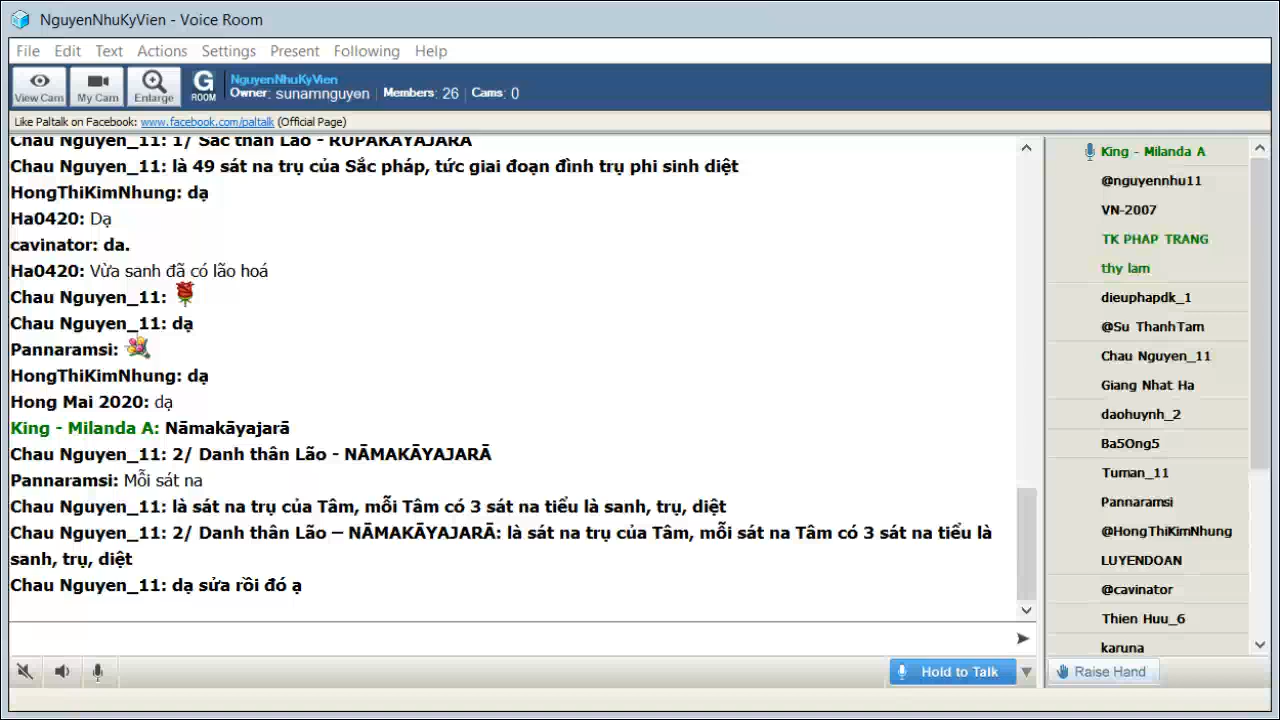 NguyenNhuKyVien - Voice Room
File Edit Text Actions Settings Present Following Help
View Cam My Cam Enlarge G ROOM NguyenNhuKyVien
Owner: sunamnguyen Members: 26 Cams: 0
Like Paltalk on Facebook: www.facebook.com/paltalk (Official Page)
Chau Nguyen_11: 1/ Sắc thân Lão - RŪPAKĀYAJARĀ
Chau Nguyen_11: là 49 sát na trụ của Sắc pháp, tức giai đoạn đình trụ phi sinh diệt
HongThiKimNhung: dạ
Ha0420: Dạ
cavinator: da.
Ha0420: Vừa sanh đã có lão hoá
Chau Nguyen_11:
Chau Nguyen_11: dạ
Pannaramsi:
HongThiKimNhung: dạ
Hong Mai 2020: dạ
King - Milanda A: Nāmakāyajarā
Chau Nguyen_11: 2/ Danh thân Lão - NĀMAKĀYAJARĀ
Pannaramsi: Mỗi sát na
Chau Nguyen_11: là sát na trụ của Tâm, mỗi Tâm có 3 sát na tiểu là sanh, trụ, diệt
Chau Nguyen_11: 2/ Danh thân Lão – NĀMAKĀYAJARĀ: là sát na trụ của Tâm, mỗi sát na Tâm có 3 sát na tiểu là
sanh, trụ, diệt
Chau Nguyen_11: dạ sửa rồi đó ạ
Hold to Talk
King - Milanda A
@nguyennhu11
VN-2007
TK PHAP TRANG
thy lam
dieuphapdk_1
@Su ThanhTam
Chau Nguyen_11
Giang Nhat Ha
daohuynh_2
Ba5Ong5
Tuman_11
Pannaramsi
@HongThiKimNhung
LUYENDOAN
@cavinator
Thien Huu_6
karuna
Raise Hand